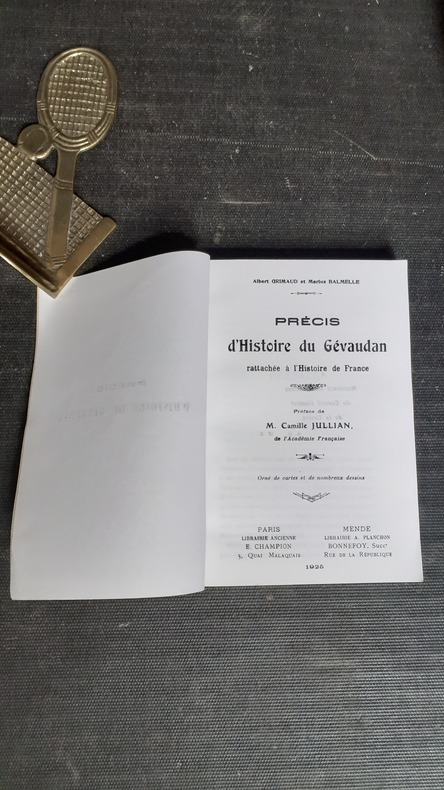 Albert GRIMAUD et Marius BALMELLE
PRÉCIS
d'Histoire du Gévaudan
rattachée à l'Histoire de France
Préface de
M. Camille JULLIAN,
de l'Académie Française
Orné de cartes et de nombreux dessins
PARIS
LIBRAIRIE ANCIENNE
E. CHAMPION
5, QUAI MALAQUAIS
MENDE
LIBRAIRIE A. PLANCHON
BONNEFOY, Succr
RUE DE LA RÉPUBLIQUE
1925